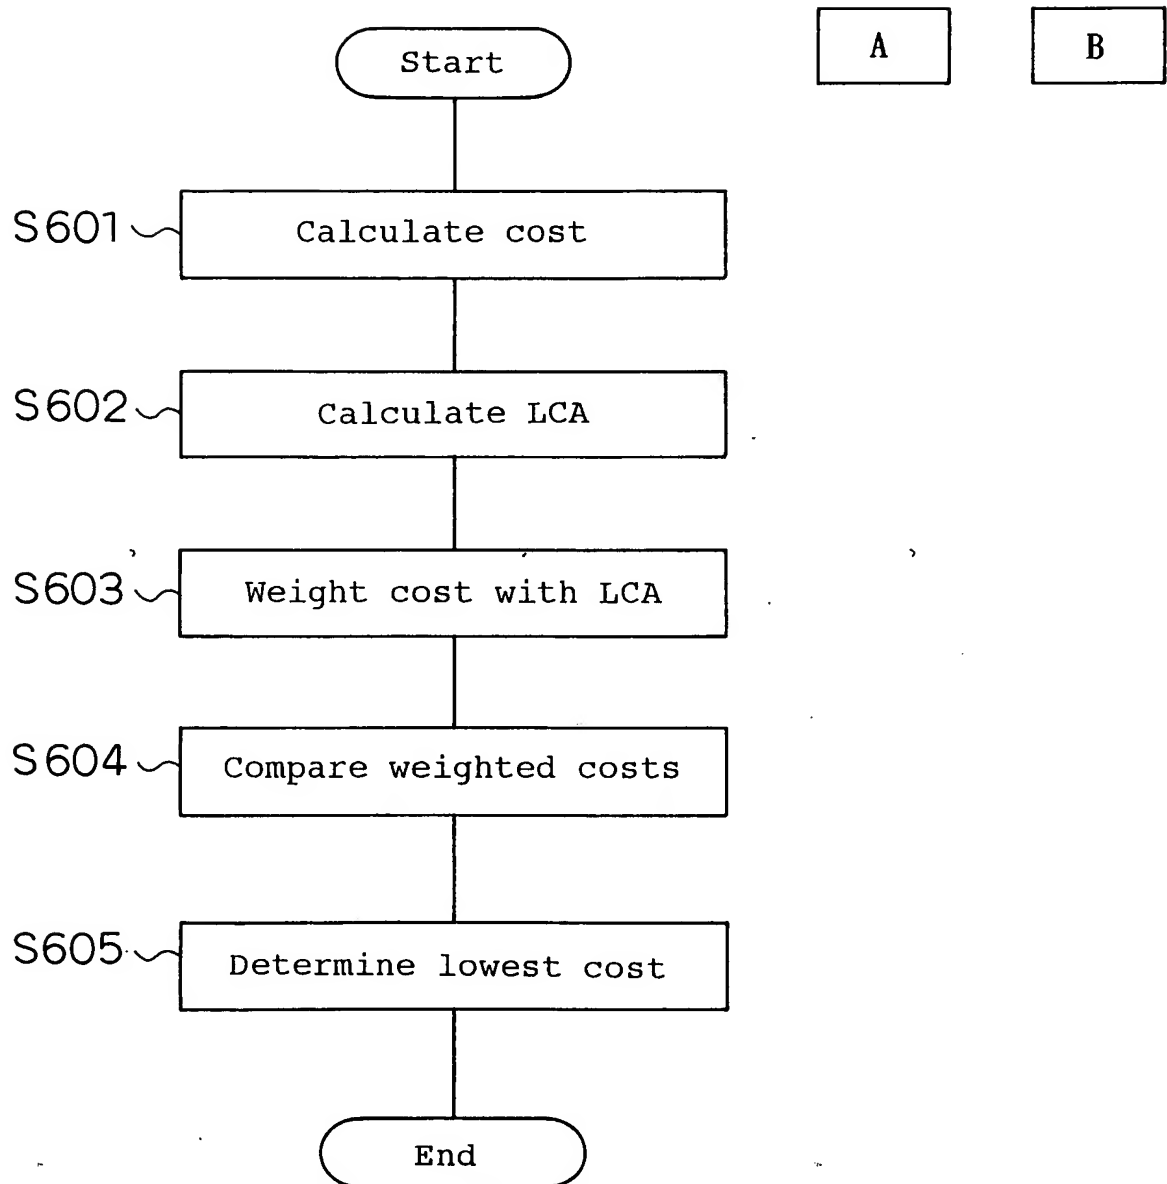 Start
A
B
S601
Calculate cost
S602
Calculate LCA
S603
Weight cost with LCA
S604
Compare weighted costs
S605
Determine lowest cost
End